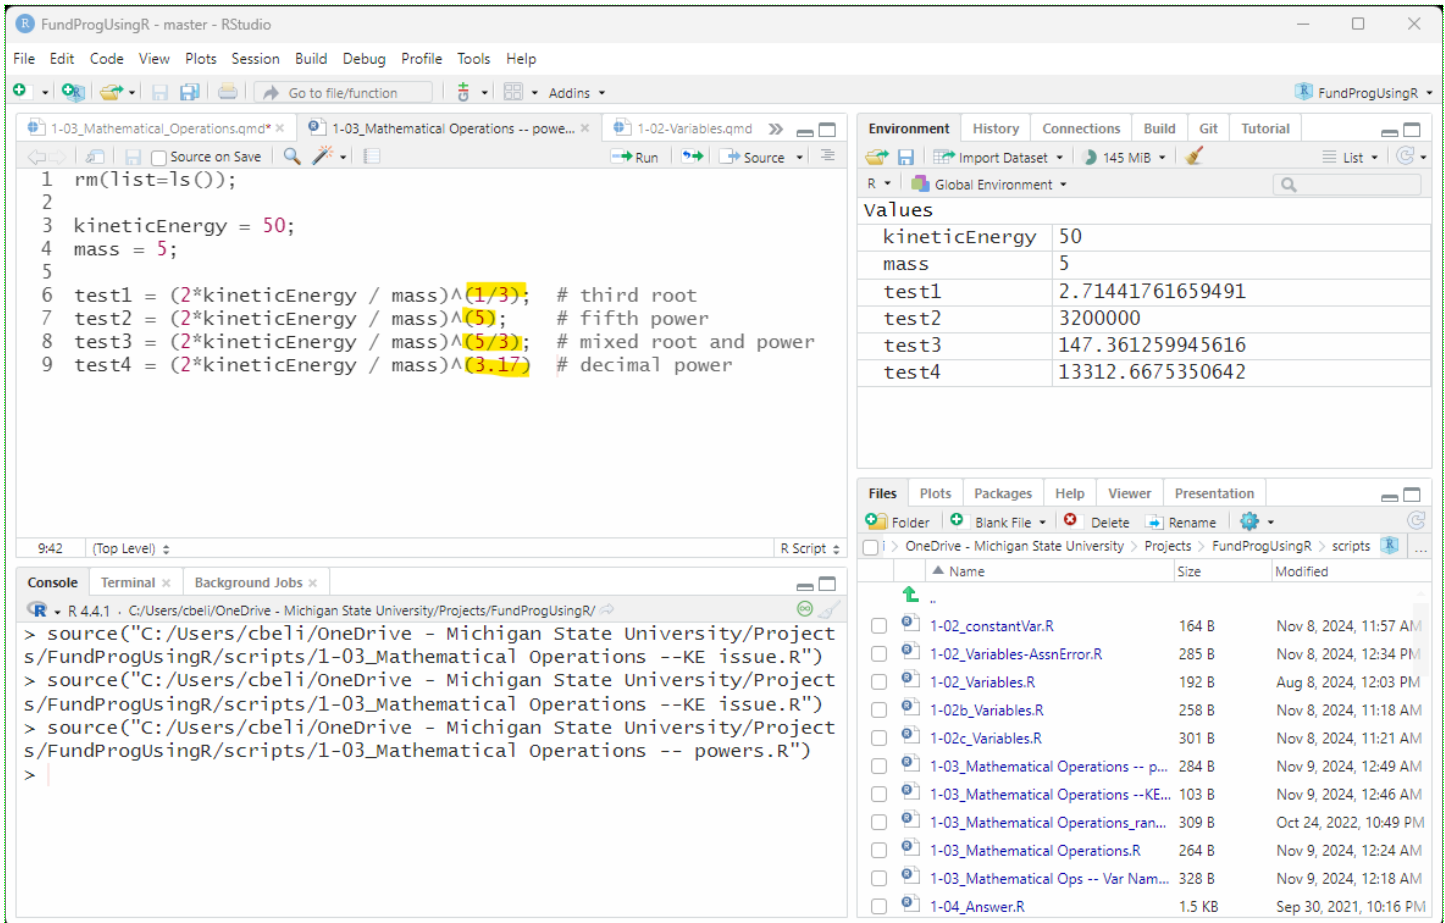 FundProgUsingR - master - RStudio
File Edit Code View Plots Session Build Debug Profile Tools Help
Go to file/function Addins FundProgUsingR
1-03_Mathematical_Operations.qmd* 1-03_Mathematical Operations -- powe... 1-02-Variables.qmd
Source on Save Run Source
1 rm(list=ls());
2
3 kineticEnergy = 50;
4 mass = 5;
5
6 test1 = (2*kineticEnergy / mass)^(1/3); # third root
7 test2 = (2*kineticEnergy / mass)^(5); # fifth power
8 test3 = (2*kineticEnergy / mass)^(5/3); # mixed root and power
9 test4 = (2*kineticEnergy / mass)^(3.17) # decimal power
9:42 (Top Level) R Script
Console Terminal Background Jobs
R 4.4.1 · C:/Users/cbeli/OneDrive - Michigan State University/Projects/FundProgUsingR/
> source("C:/Users/cbeli/OneDrive - Michigan State University/Project
s/FundProgUsingR/scripts/1-03_Mathematical Operations --KE issue.R")
> source("C:/Users/cbeli/OneDrive - Michigan State University/Project
s/FundProgUsingR/scripts/1-03_Mathematical Operations --KE issue.R")
> source("C:/Users/cbeli/OneDrive - Michigan State University/Project
s/FundProgUsingR/scripts/1-03_Mathematical Operations -- powers.R")
>
Environment History Connections Build Git Tutorial
Import Dataset 145 MiB List
R Global Environment
Values
kineticEnergy 50
mass 5
test1 2.71441761659491
test2 3200000
test3 147.361259945616
test4 13312.6675350642
Files Plots Packages Help Viewer Presentation
Folder Blank File Delete Rename
i > OneDrive - Michigan State University > Projects > FundProgUsingR > scripts ...
Name Size Modified
..
1-02_constantVar.R 164 B Nov 8, 2024, 11:57 AM
1-02_Variables-AssnError.R 285 B Nov 8, 2024, 12:34 PM
1-02_Variables.R 192 B Aug 8, 2024, 12:03 PM
1-02b_Variables.R 258 B Nov 8, 2024, 11:18 AM
1-02c_Variables.R 301 B Nov 8, 2024, 11:21 AM
1-03_Mathematical Operations -- p... 284 B Nov 9, 2024, 12:49 AM
1-03_Mathematical Operations --KE... 103 B Nov 9, 2024, 12:46 AM
1-03_Mathematical Operations_ran... 309 B Oct 24, 2022, 10:49 PM
1-03_Mathematical Operations.R 264 B Nov 9, 2024, 12:24 AM
1-03_Mathematical Ops -- Var Nam... 328 B Nov 9, 2024, 12:18 AM
1-04_Answer.R 1.5 KB Sep 30, 2021, 10:16 PM